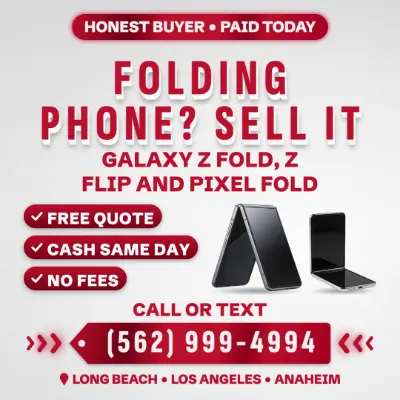 HONEST BUYER • PAID TODAY
FOLDING
PHONE? SELL IT
GALAXY Z FOLD, Z
FLIP AND PIXEL FOLD
FREE QUOTE
CASH SAME DAY
NO FEES
CALL OR TEXT
(562) 999-4994
LONG BEACH • LOS ANGELES • ANAHEIM